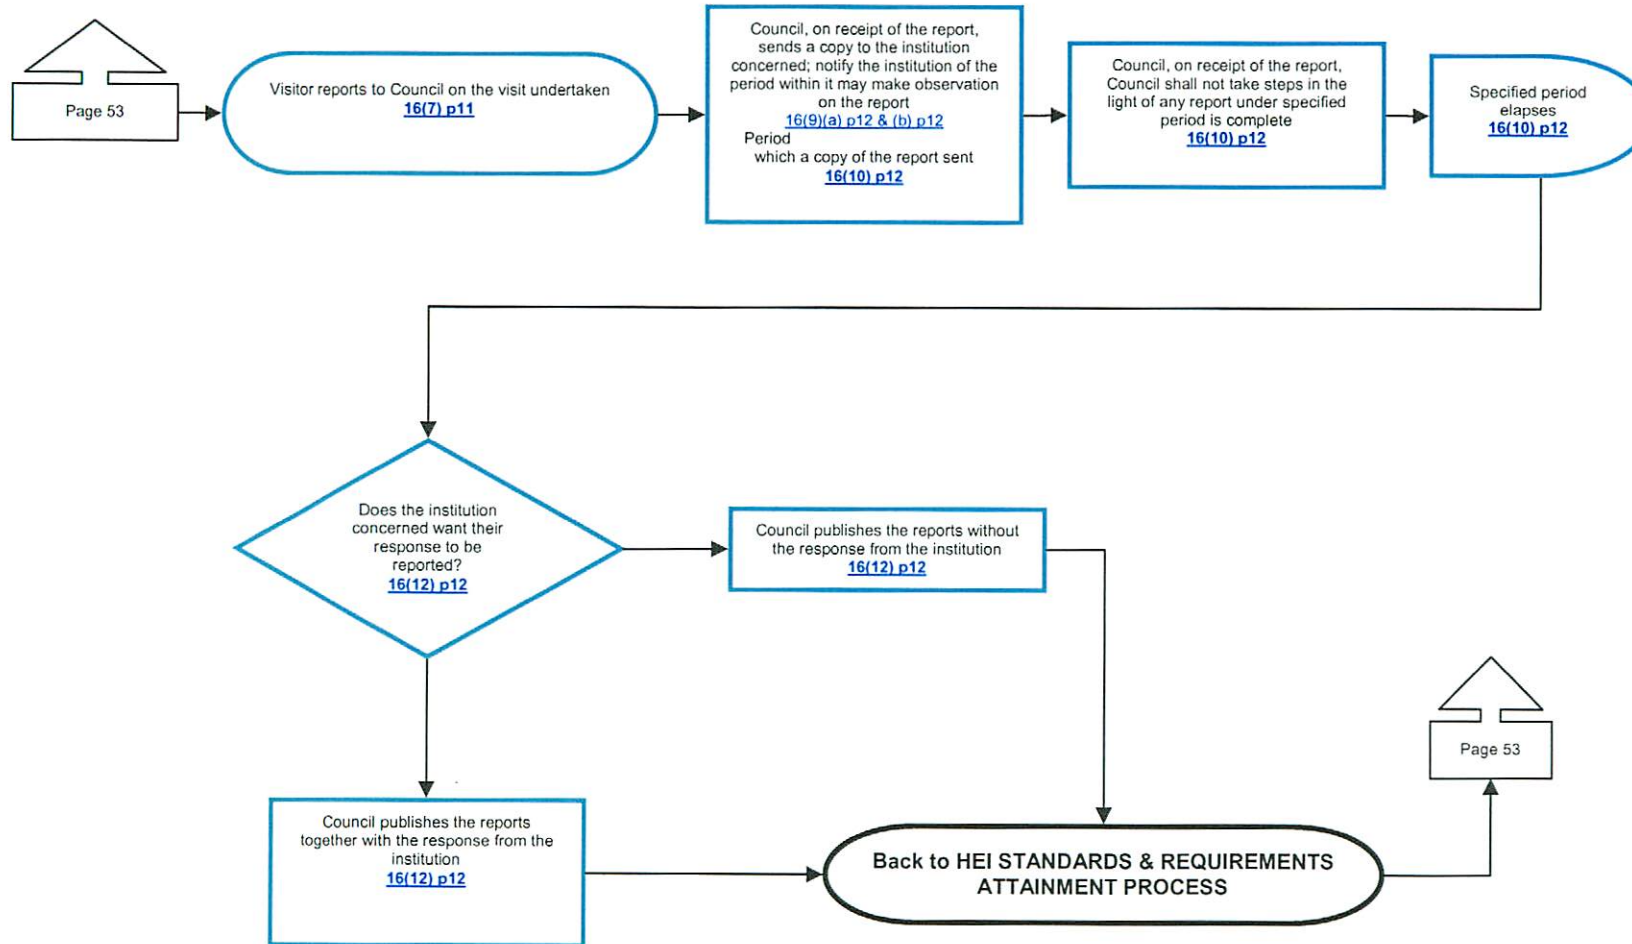 Page 53
Visitor reports to Council on the visit undertaken
16(7) p11
Council, on receipt of the report,
sends a copy to the institution
concerned; notify the institution of the
period within it may make observation
on the report
16(9)(a) p12 & (b) p12
Period
which a copy of the report sent
16(10) p12
Council, on receipt of the report,
Council shall not take steps in the
light of any report under specified
period is complete
16(10) p12
Specified period
elapses
16(10) p12
Does the institution
concerned want their
response to be
reported?
16(12) p12
Council publishes the reports without
the response from the institution
16(12) p12
Council publishes the reports
together with the response from the
institution
16(12) p12
Back to HEI STANDARDS & REQUIREMENTS
ATTAINMENT PROCESS
Page 53